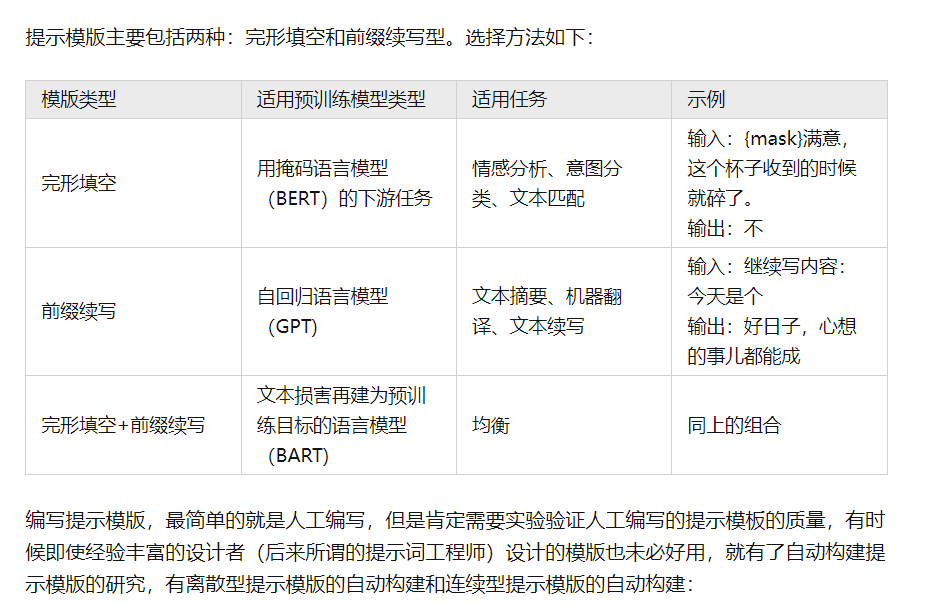 提示模版主要包括两种：完形填空和前缀续写型。选择方法如下：
模版类型
适用预训练模型类型
适用任务
示例
完形填空
用掩码语言模型
（BERT）的下游任务
情感分析、意图分
类、文本匹配
输入：{mask}满意，
这个杯子收到的时候
就碎了。
输出：不
前缀续写
自回归语言模型
（GPT)
文本摘要、机器翻
译、文本续写
输入：继续写内容：
今天是个
输出：好日子，心想
的事儿都能成
完形填空+前缀续写
文本损害再建为预训
练目标的语言模型
（BART)
均衡
同上的组合
编写提示模版，最简单的就是人工编写，但是肯定需要实验验证人工编写的提示模板的质量，有时
候即使经验丰富的设计者（后来所谓的提示词工程师）设计的模版也未必好用，就有了自动构建提
示模版的研究，有离散型提示模版的自动构建和连续型提示模版的自动构建：